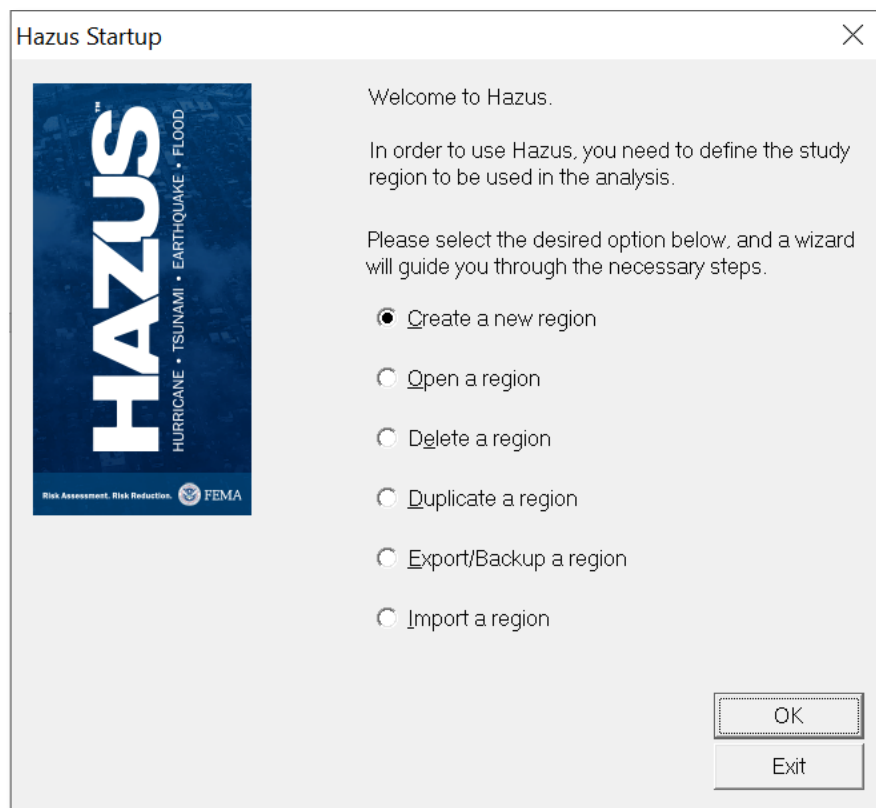 Hazus Startup
HAZUS™
HURRICANE • TSUNAMI • EARTHQUAKE • FLOOD
Risk Assessment. Risk Reduction. FEMA
Welcome to Hazus.
In order to use Hazus, you need to define the study
region to be used in the analysis.
Please select the desired option below, and a wizard
will guide you through the necessary steps.
Create a new region
Open a region
Delete a region
Duplicate a region
Export/Backup a region
Import a region
OK
Exit